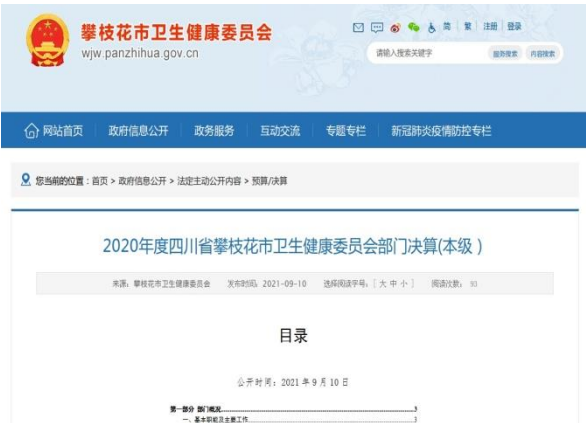 攀枝花市卫生健康委员会
wjw.panzhihua.gov.cn
简 繁 注册 登录
请输入搜索关键字
服务搜索 内容搜索
网站首页 政府信息公开 政务服务 互动交流 专题专栏 新冠肺炎疫情防控专栏
您当前的位置：首页 > 政府信息公开 > 法定主动公开内容 > 预算/决算
2020年度四川省攀枝花市卫生健康委员会部门决算(本级）
来源：攀枝花市卫生健康委员会 发布时间：2021-09-10 选择阅读字号：[ 大 中 小 ] 阅读次数：
目录
公开时间：2021年9月10日
第一部分 部门概况 3
一、基本职能及主要工作 3